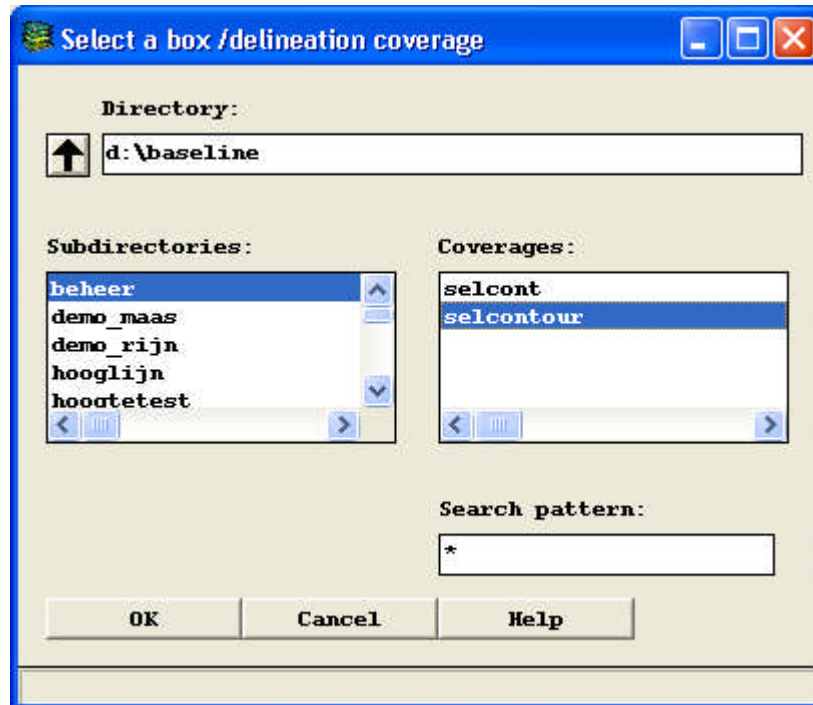 Select a box /delineation coverage
Directory:
d:\baseline
Subdirectories:
beheer
demo_maas
demo_rijn
hooglijn
hoogtetest
Coverages:
selcont
selcontour
Search pattern:
*
OK
Cancel
Help